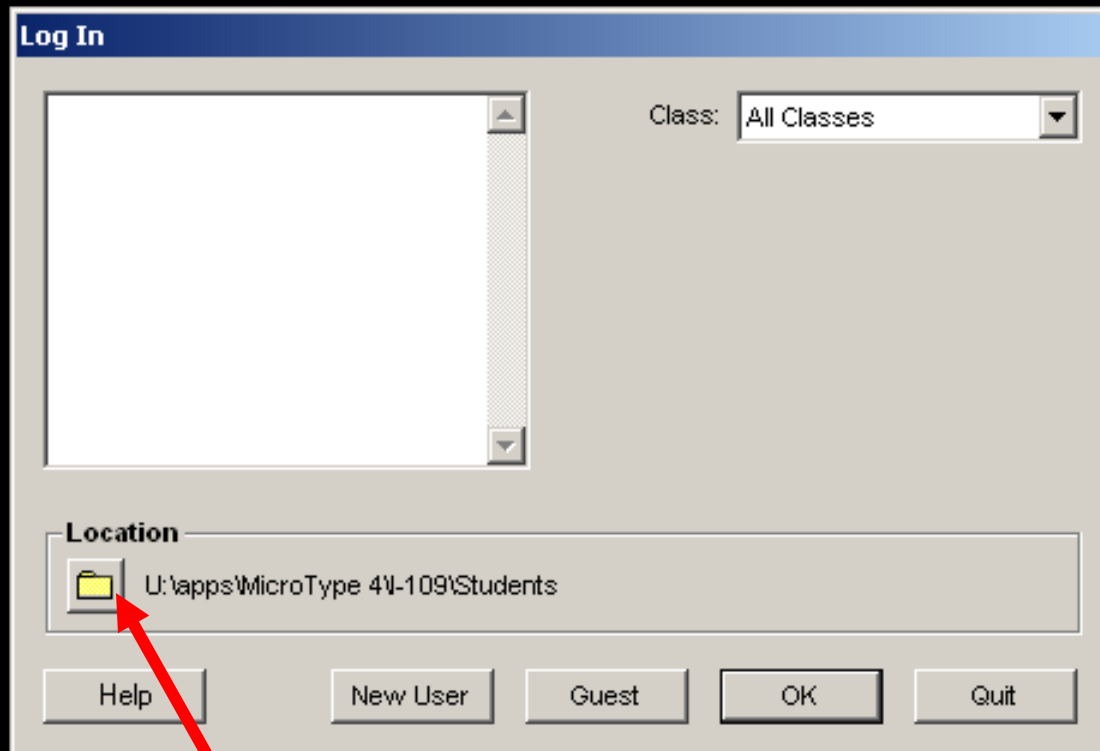 Log In
Class: All Classes
Location
U:\apps\MicroType 4\I-109\Students
Help New User Guest OK Quit